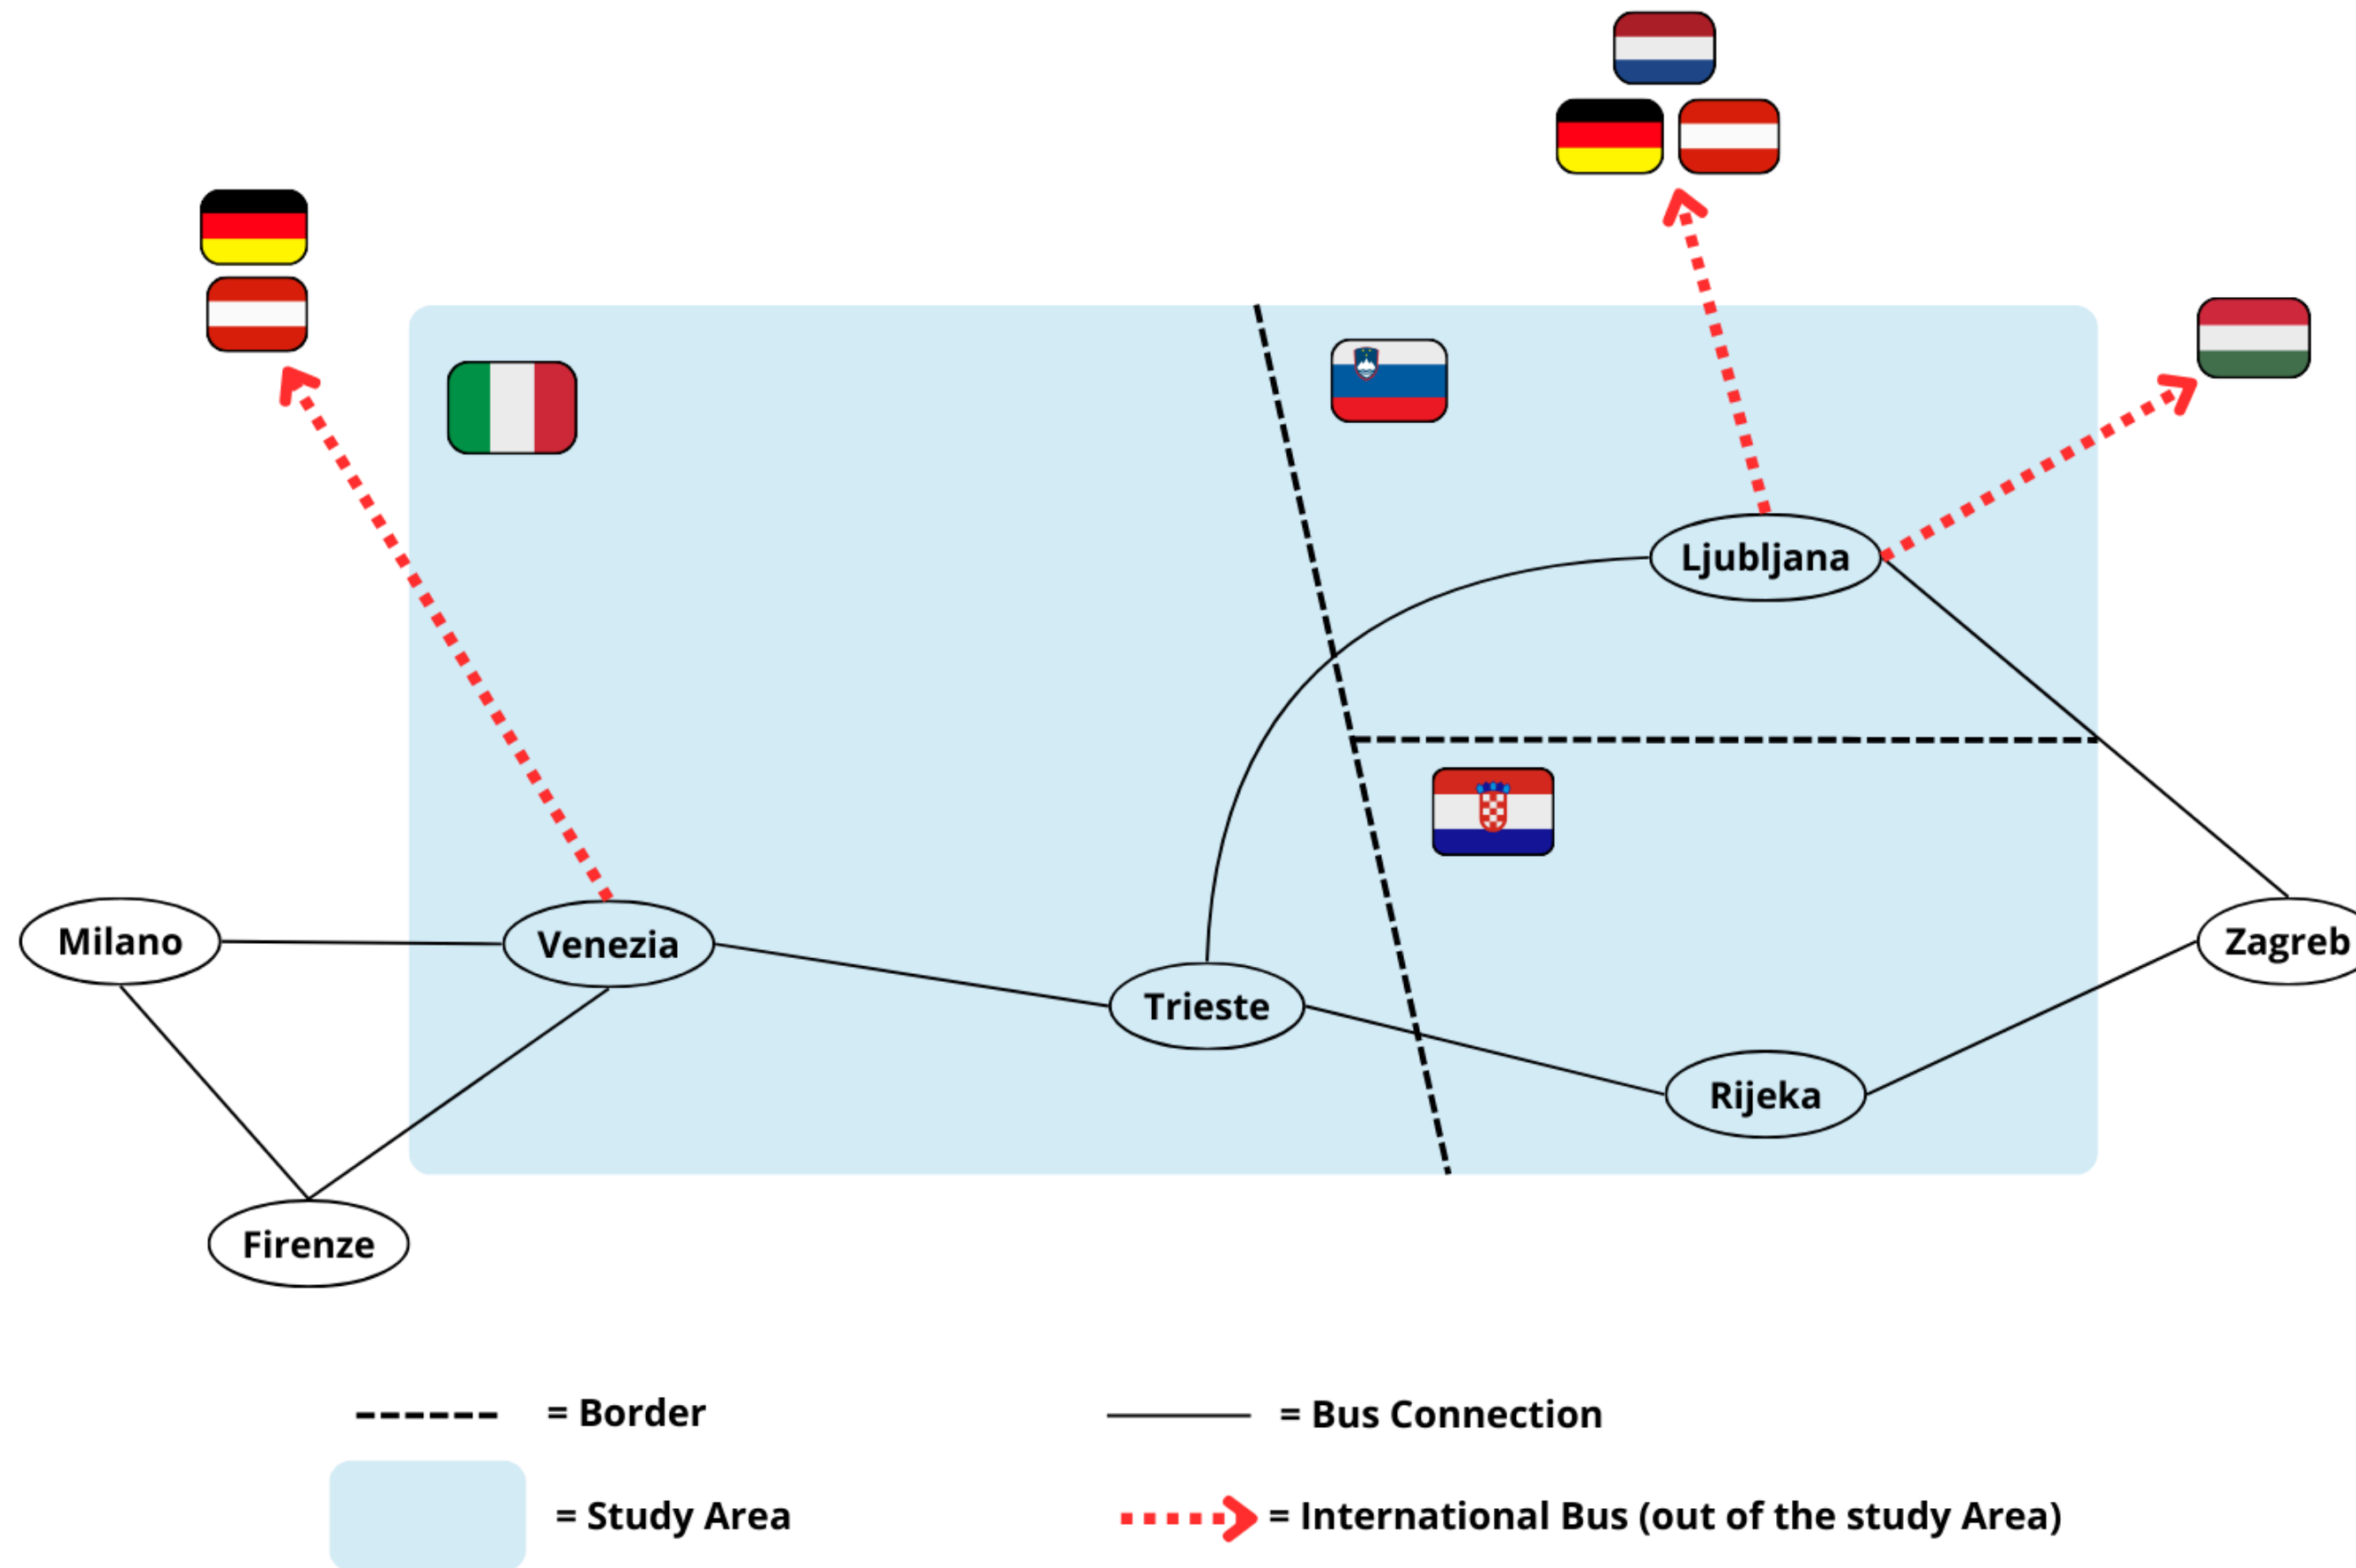 Ljubljana
Milano
Venezia
Zagreb
Trieste
Rijeka
Firenze
= Border
= Bus Connection
= Study Area
= International Bus (out of the study Area)